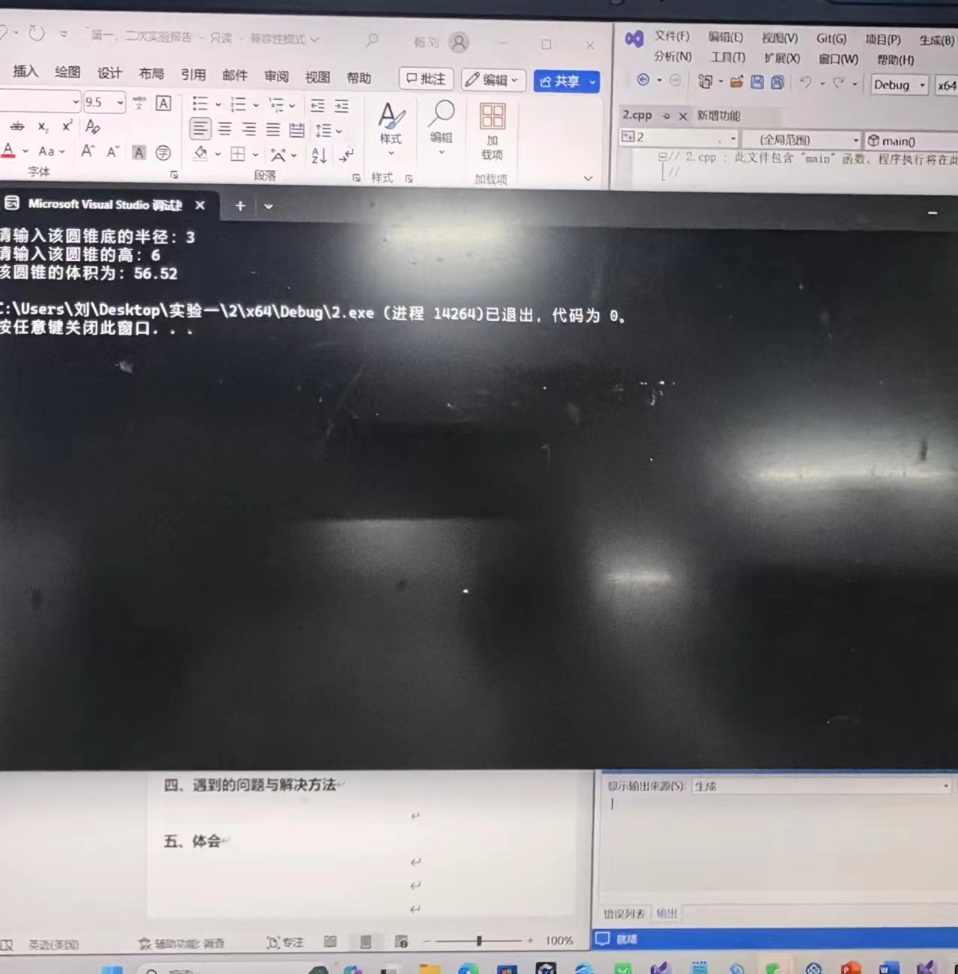 第一、二次实验报告 - 只读 - 兼容性模式
杨 刘
插入 绘图 设计 布局 引用 邮件 审阅 视图 帮助 批注 编辑 共享
9.5
Aa
样式
编辑
加
载项
字体 段落 样式 加载项
文件(F) 编辑(E) 视图(V) Git(G) 项目(P) 生成(B)
分析(N) 工具(T) 扩展(X) 窗口(W) 帮助(H)
Debug x64
2.cpp 新增功能
2 (全局范围) main()
// 2.cpp : 此文件包含 "main" 函数。程序执行将在此
//
Microsoft Visual Studio 调试
请输入该圆锥底的半径: 3
请输入该圆锥的高: 6
该圆锥的体积为: 56.52
C:\Users\刘\Desktop\实验一\2\x64\Debug\2.exe (进程 14264)已退出，代码为 0。
按任意键关闭此窗口. . .
四、遇到的问题与解决方法
五、体会
显示输出来源(S): 生成
错误列表 输出
就绪
英语(美国) 辅助功能: 调查 专注 100%